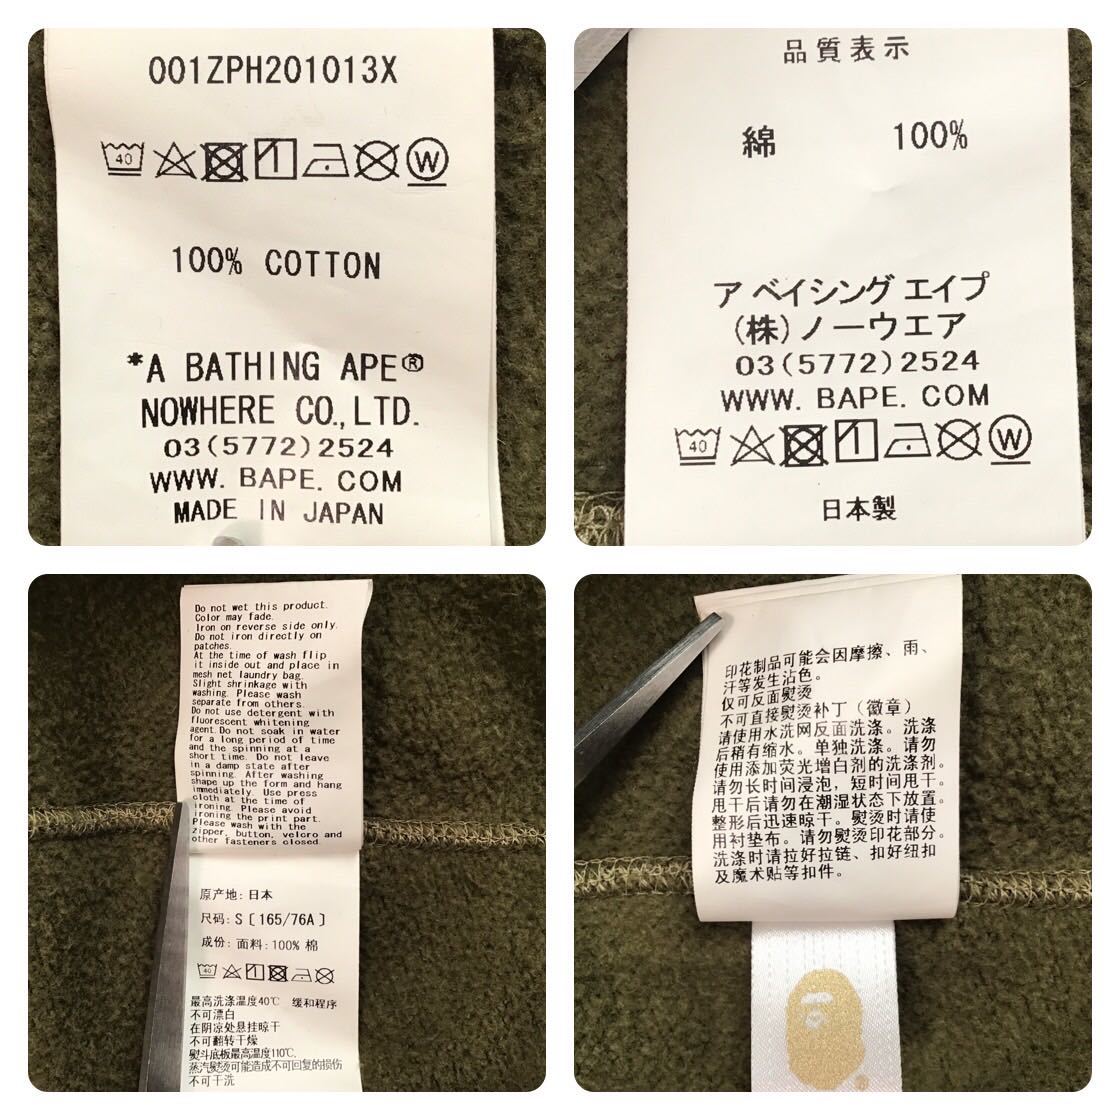 001ZPH201013X
40
W
100% COTTON
*A BATHING APE®
NOWHERE CO.,LTD.
03(5772)2524
WWW. BAPE. COM
MADE IN JAPAN
品質表示
綿 100%
ア ベイシング エイプ
(株)ノーウエア
03(5772)2524
WWW. BAPE. COM
40
W
日本製
Do not wet this product.
Color may fade.
Iron on reverse side only.
Do not iron directly on
patches.
At the time of wash flip
it inside out and place in
mesh net laundry bag.
Slight shrinkage with
washing. Please wash
separate from others.
Do not use detergent with
fluorescent whitening
agent.Do not soak in water
for a long period of time
and the spinning at a
short time. Do not leave
in a damp state after
spinning. After washing
shape up the form and hang
immediately. Use press
cloth at the time of
ironing. Please avoid
ironing the print part.
Please wash with the
zipper, button, velcro and
other fasteners closed.
原产地: 日本
尺码: S [165/76A]
成份: 面料: 100% 棉
40
最高洗涤温度40℃ 缓和程序
不可漂白
在阴凉处悬挂晾干
不可翻转干燥
熨斗底板最高温度110℃,
蒸汽熨烫可能造成不可回复的损伤
不可干洗
印花制品可能会因摩擦、雨、
汗等发生沾色。
仅可反面熨烫
不可直接熨烫补丁（徽章）
请使用水洗网反面洗涤。洗涤
后稍有缩水。单独洗涤。请勿
使用添加荧光增白剂的洗涤剂。
请勿长时间浸泡，短时间甩干。
甩干后请勿在潮湿状态下放置。
整形后迅速晾干。熨烫时请使
用衬垫布。请勿熨烫印花部分。
洗涤时请拉好拉链、扣好纽扣
及魔术贴等扣件。
®